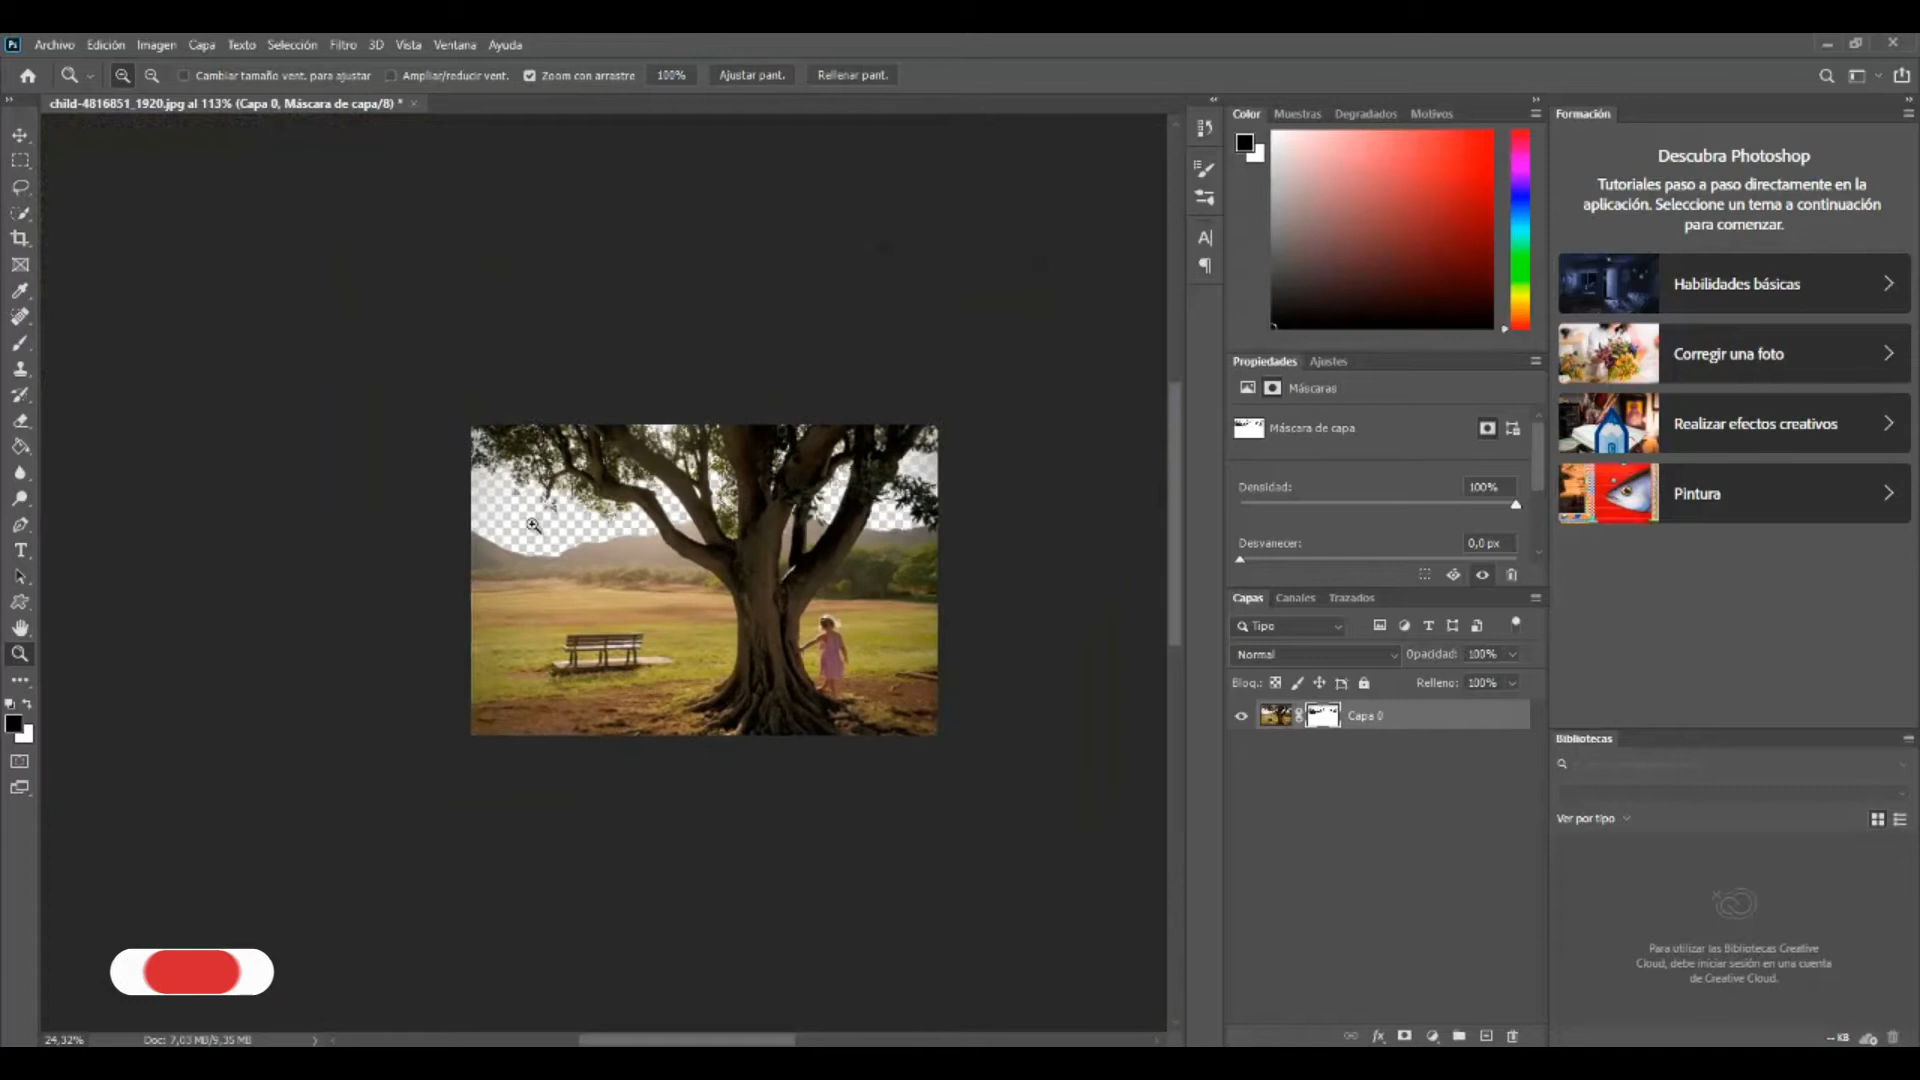 Ps Archivo Edición Imagen Capa Texto Selección Filtro 3D Vista Ventana Ayuda
Cambiar tamaño vent. para ajustar Ampliar/reducir vent. Zoom con arrastre 100% Ajustar pant. Rellenar pant.
child-4816851_1920.jpg al 113% (Capa 0, Máscara de capa/8) *
Color Muestras Degradados Motivos
Formación
Descubra Photoshop
Tutoriales paso a paso directamente en la
aplicación. Seleccione un tema a continuación
para comenzar.
Habilidades básicas
Corregir una foto
Realizar efectos creativos
Pintura
Propiedades Ajustes
Máscaras
Máscara de capa
Densidad: 100%
Desvanecer: 0,0 px
Capas Canales Trazados
Tipo
Normal Opacidad: 100%
Bloq.: Relleno: 100%
Capa 0
Bibliotecas
Ver por tipo
Para utilizar las Bibliotecas Creative
Cloud, debe iniciar sesión en una cuenta
de Creative Cloud.
-- KB
24,32% Doc: 7,03 MB/9,35 MB